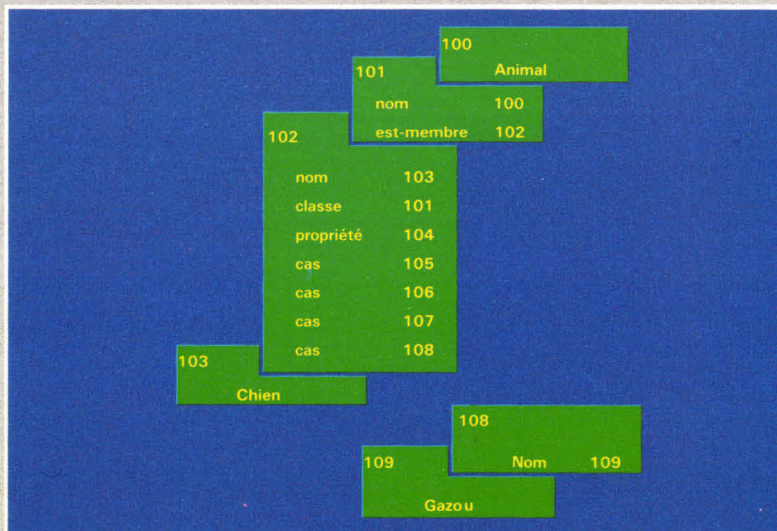 100
Animal
101
nom 100
est-membre 102
102
nom 103
classe 101
propriété 104
cas 105
cas 106
cas 107
cas 108
103
Chien
108
Nom 109
109
Gazou